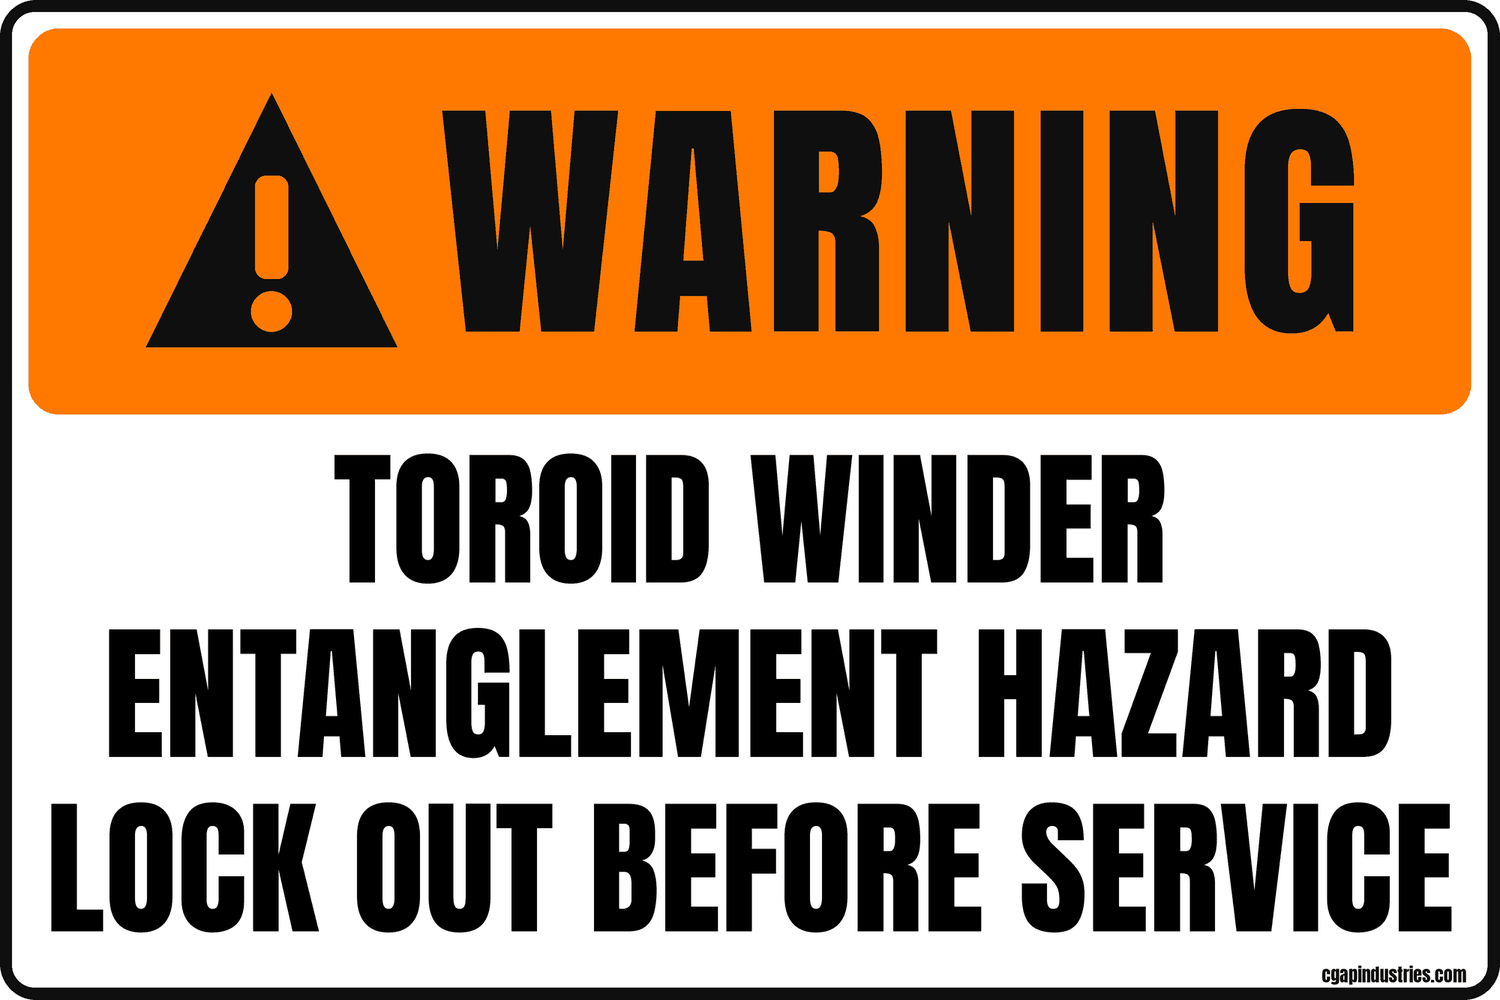 WARNING
TOROID WINDER
ENTANGLEMENT HAZARD
LOCK OUT BEFORE SERVICE
cgapindustries.com